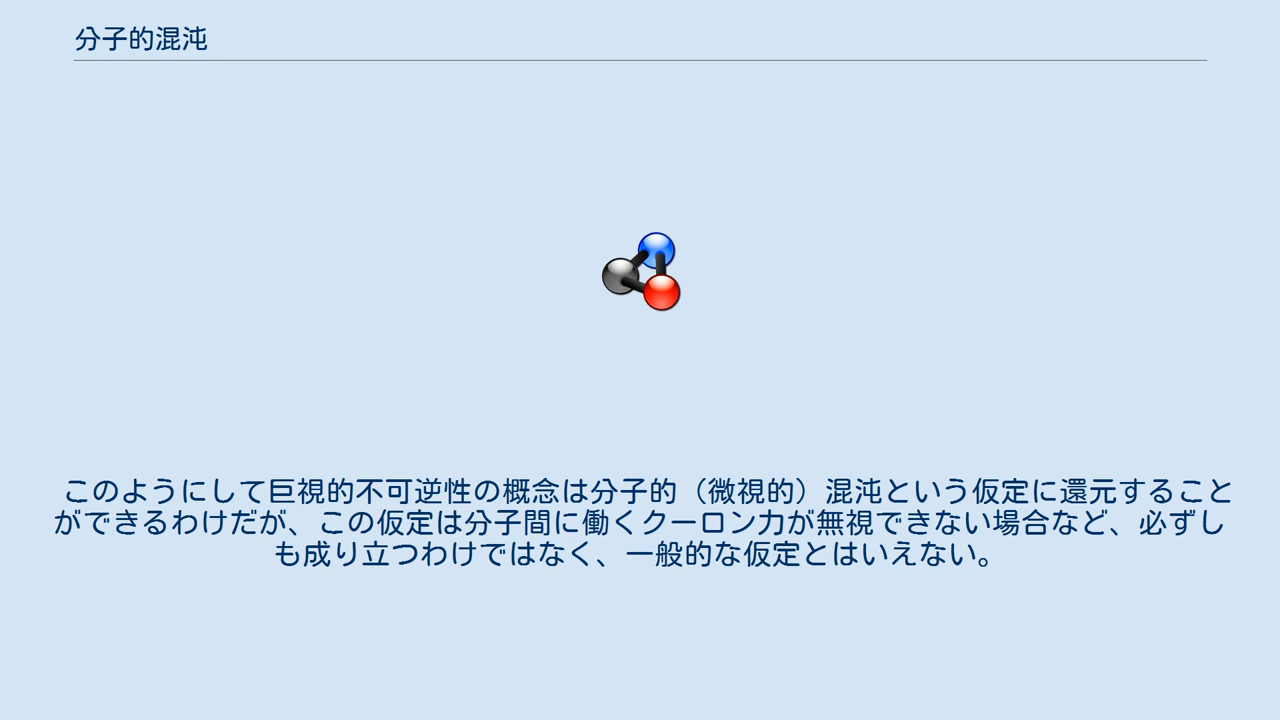 分子的混沌
このようにして巨視的不可逆性の概念は分子的（微視的）混沌という仮定に還元すること
ができるわけだが、この仮定は分子間に働くクーロン力が無視できない場合など、必ずし
も成り立つわけではなく、一般的な仮定とはいえない。